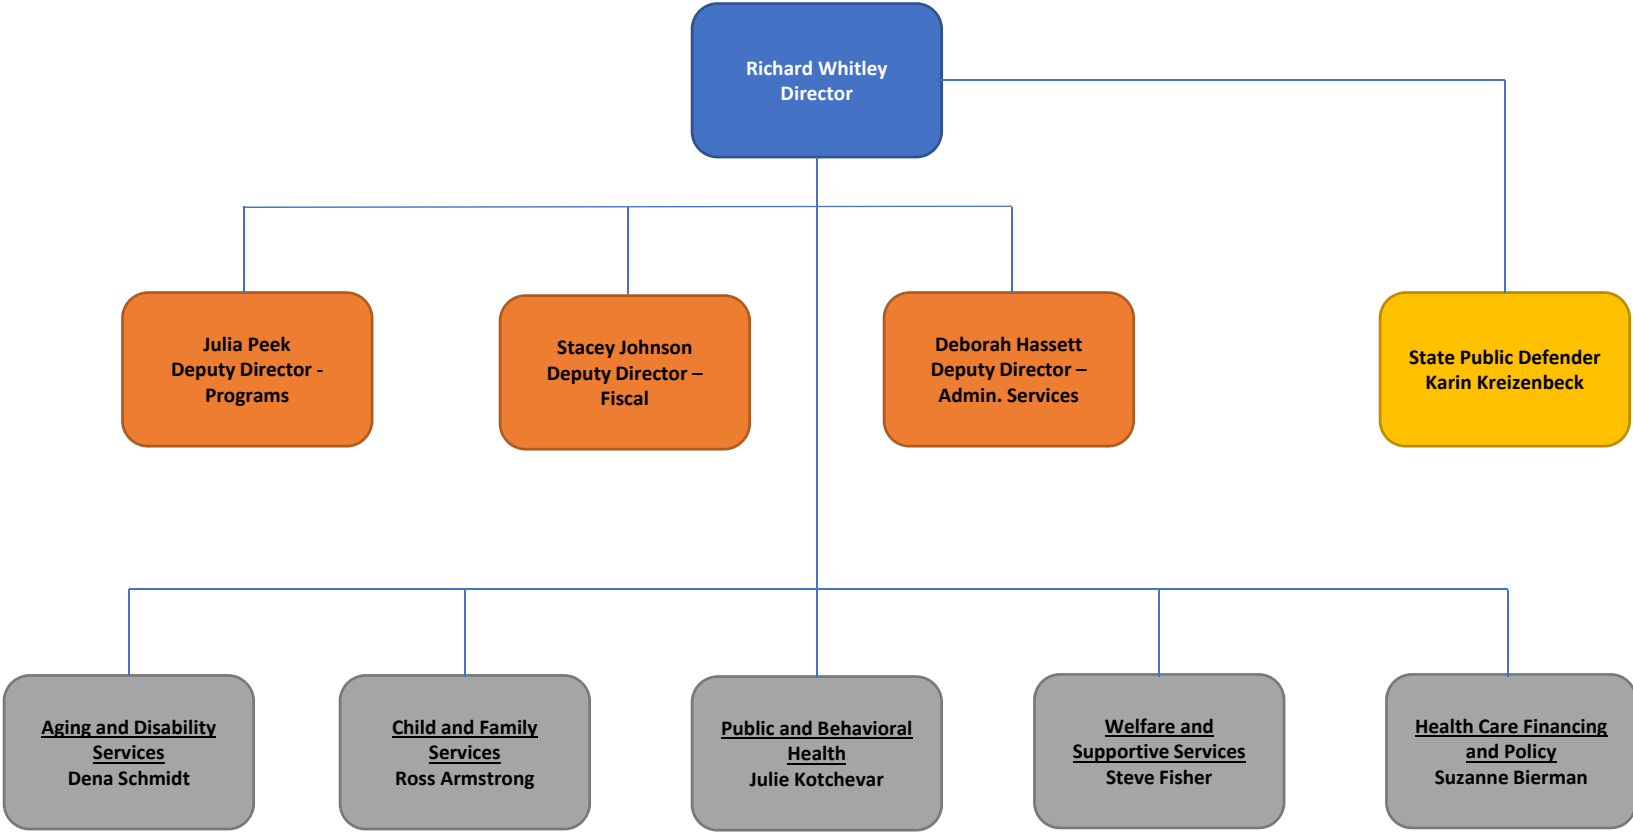 Richard Whitley
Director
Julia Peek
Deputy Director -
Programs
Stacey Johnson
Deputy Director –
Fiscal
Deborah Hassett
Deputy Director –
Admin. Services
State Public Defender
Karin Kreizenbeck
Aging and Disability
Services
Dena Schmidt
Child and Family
Services
Ross Armstrong
Public and Behavioral
Health
Julie Kotchevar
Welfare and
Supportive Services
Steve Fisher
Health Care Financing
and Policy
Suzanne Bierman